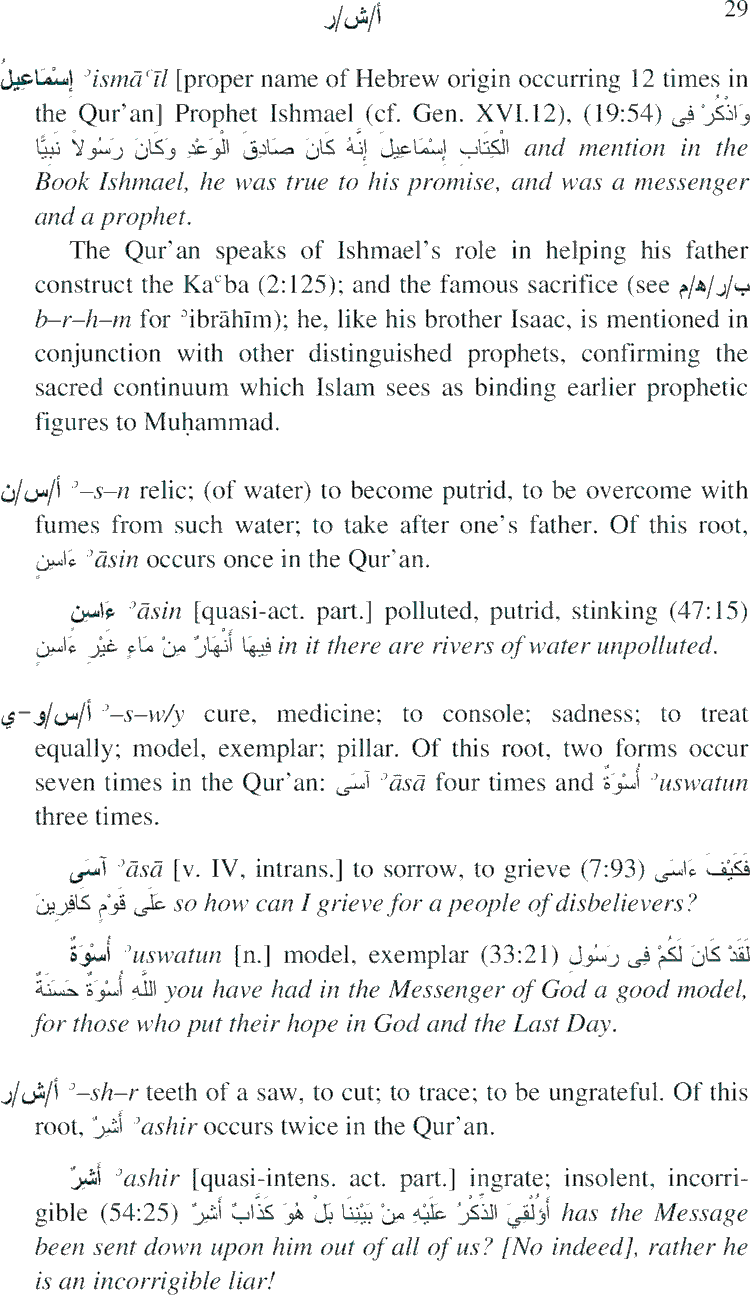 أ/ش/ر 29
إِسْمَاعِيلُ ʾismāʿīl [proper name of Hebrew origin occurring 12 times in
the Qur’an] Prophet Ishmael (cf. Gen. XVI.12), (19:54) وَاذْكُرْ فِى
الْكِتَابِ إِسْمَاعِيلَ إِنَّهُ كَانَ صَادِقَ الْوَعْدِ وَكَانَ رَسُولاً نَبِيًّا and mention in the
Book Ishmael, he was true to his promise, and was a messenger
and a prophet.
The Qur’an speaks of Ishmael’s role in helping his father
construct the Kaʿba (2:125); and the famous sacrifice (see ب/ر/ه/م
b–r–h–m for ʾibrāhīm); he, like his brother Isaac, is mentioned in
conjunction with other distinguished prophets, confirming the
sacred continuum which Islam sees as binding earlier prophetic
figures to Muḥammad.
أ/س/ن ʾ–s–n relic; (of water) to become putrid, to be overcome with
fumes from such water; to take after one’s father. Of this root,
ءَاسِنٍ ʾāsin occurs once in the Qur’an.
ءَاسِنٍ ʾāsin [quasi-act. part.] polluted, putrid, stinking (47:15)
فِيهَا أَنْهَارٌ مِنْ مَاءٍ غَيْرِ ءَاسِنٍ in it there are rivers of water unpolluted.
أ/س/و-ي ʾ–s–w/y cure, medicine; to console; sadness; to treat
equally; model, exemplar; pillar. Of this root, two forms occur
seven times in the Qur’an: آسَى ʾāsā four times and أُسْوَةٌ ʾuswatun
three times.
آسَى ʾāsā [v. IV, intrans.] to sorrow, to grieve (7:93) فَكَيْفَ ءَاسَى
عَلَى قَوْمٍ كَافِرِينَ so how can I grieve for a people of disbelievers?
أُسْوَةٌ ʾuswatun [n.] model, exemplar (33:21) لَقَدْ كَانَ لَكُمْ فِى رَسُولِ
اللَّهِ أُسْوَةٌ حَسَنَةٌ you have had in the Messenger of God a good model,
for those who put their hope in God and the Last Day.
أ/ش/ر ʾ–sh–r teeth of a saw, to cut; to trace; to be ungrateful. Of this
root, أَشِرٌ ʾashir occurs twice in the Qur’an.
أَشِرٌ ʾashir [quasi-intens. act. part.] ingrate; insolent, incorri-
gible (54:25) أَؤُلْقِيَ الذِّكْرُ عَلَيْهِ مِنْ بَيْنِنَا بَلْ هُوَ كَذَّابٌ أَشِرٌ has the Message
been sent down upon him out of all of us? [No indeed], rather he
is an incorrigible liar!